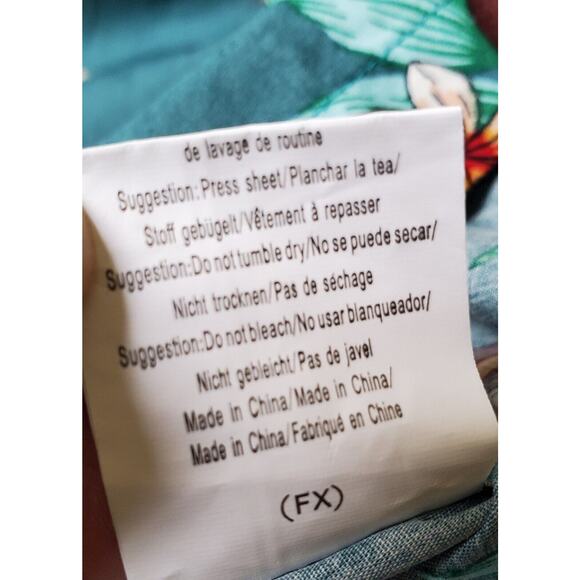 de lavage de routine
Suggestion:Press sheet/Planchar la tea/
Stoff gebügelt/Vêtement à repasser
Suggestion:Do not tumble dry/No se puede secar/
Nicht trocknen/Pas de séchage
Suggestion:Do not bleach/No usar blanqueador/
Nicht gebleicht/Pas de javel
Made in China/Made in China/
Made in China/Fabriqué en Chine
(FX)